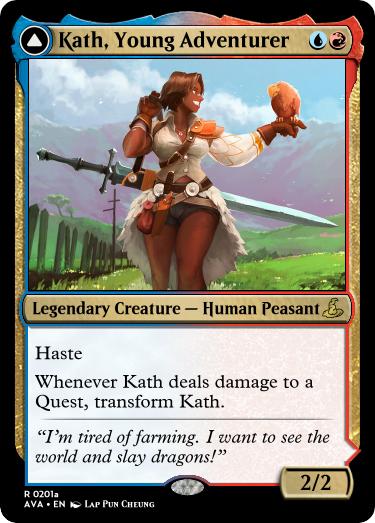 Kath, Young Adventurer
Legendary Creature — Human Peasant
Haste
Whenever Kath deals damage to a
Quest, transform Kath.
“I’m tired of farming. I want to see the
world and slay dragons!”
2/2
R 0201a
AVA • EN Lap Pun Cheung